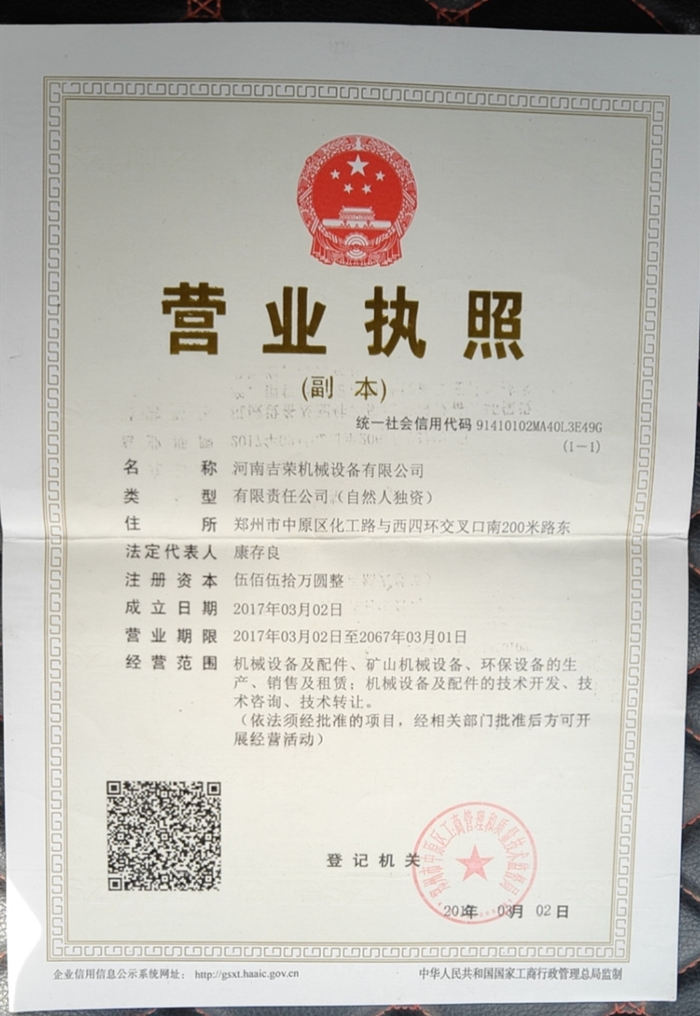 营业执照
(副 本)
统一社会信用代码 91410102MA40L3E49G
(1-1)
名 称 河南吉荣机械设备有限公司
类 型 有限责任公司（自然人独资）
住 所 郑州市中原区化工路与西四环交叉口南200米路东
法定代表人 康存良
注 册 资 本 伍佰伍拾万圆整
成 立 日 期 2017年03月02日
营 业 期 限 2017年03月02日至2067年03月01日
经 营 范 围 机械设备及配件、矿山机械设备、环保设备的生
产、销售及租赁；机械设备及配件的技术开发、技
术咨询、技术转让。
（依法须经批准的项目，经相关部门批准后方可开
展经营活动）
登 记 机 关
2017年 03月 02日
企业信用信息公示系统网址： http://gsxt.haaic.gov.cn
中华人民共和国国家工商行政管理总局监制